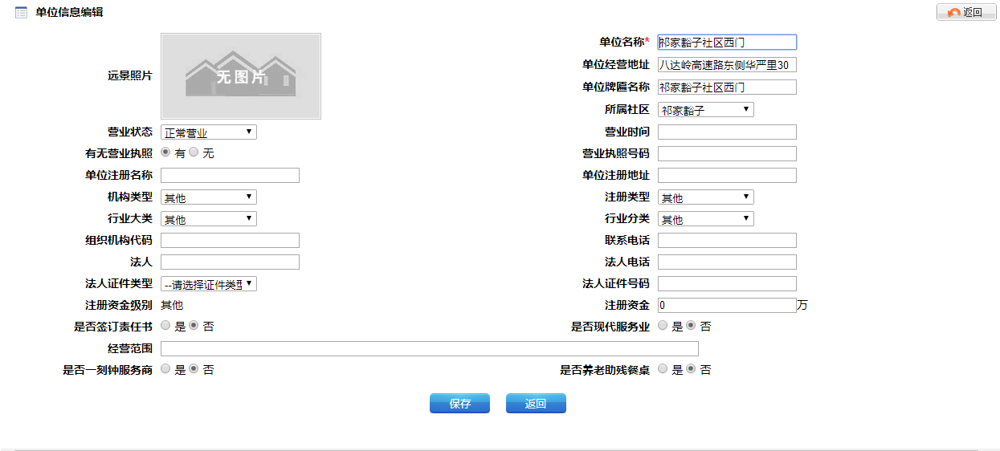 单位信息编辑 返回
远景照片 无图片 单位名称* 祁家豁子社区西门
单位经营地址 八达岭高速路东侧华严里30
单位牌匾名称 祁家豁子社区西门
所属社区 祁家豁子
营业状态 正常营业 营业时间
有无营业执照 有 无 营业执照号码
单位注册名称 单位注册地址
机构类型 其他 注册类型 其他
行业大类 其他 行业分类 其他
组织机构代码 联系电话
法人 法人电话
法人证件类型 --请选择证件类型 法人证件号码
注册资金级别 其他 注册资金 0 万
是否签订责任书 是 否 是否现代服务业 是 否
经营范围
是否一刻钟服务商 是 否 是否养老助残餐桌 是 否
保存 返回